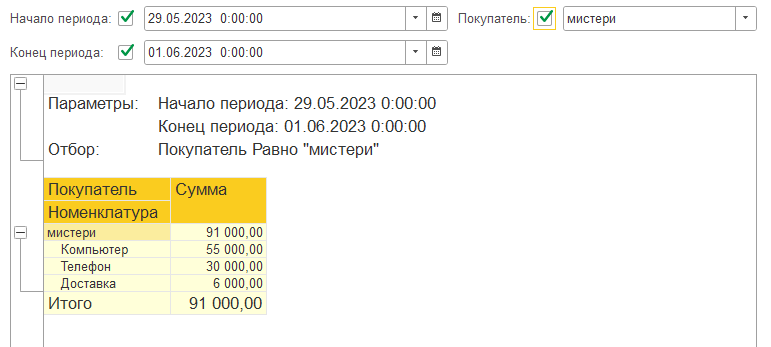 Начало периода: 29.05.2023 0:00:00 Покупатель: мистери
Конец периода: 01.06.2023 0:00:00
Параметры: Начало периода: 29.05.2023 0:00:00
Конец периода: 01.06.2023 0:00:00
Отбор: Покупатель Равно "мистери"
Покупатель Сумма
Номенклатура
мистери 91 000,00
Компьютер 55 000,00
Телефон 30 000,00
Доставка 6 000,00
Итого 91 000,00